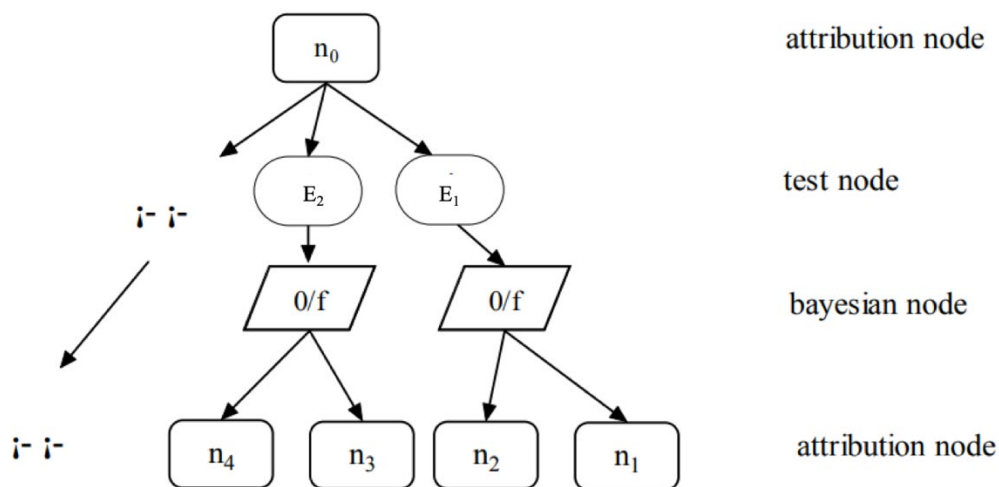 n₀ attribution node
E₂ E₁ test node
¡- ¡-
0/f 0/f bayesian node
¡- ¡- n₄ n₃ n₂ n₁ attribution node